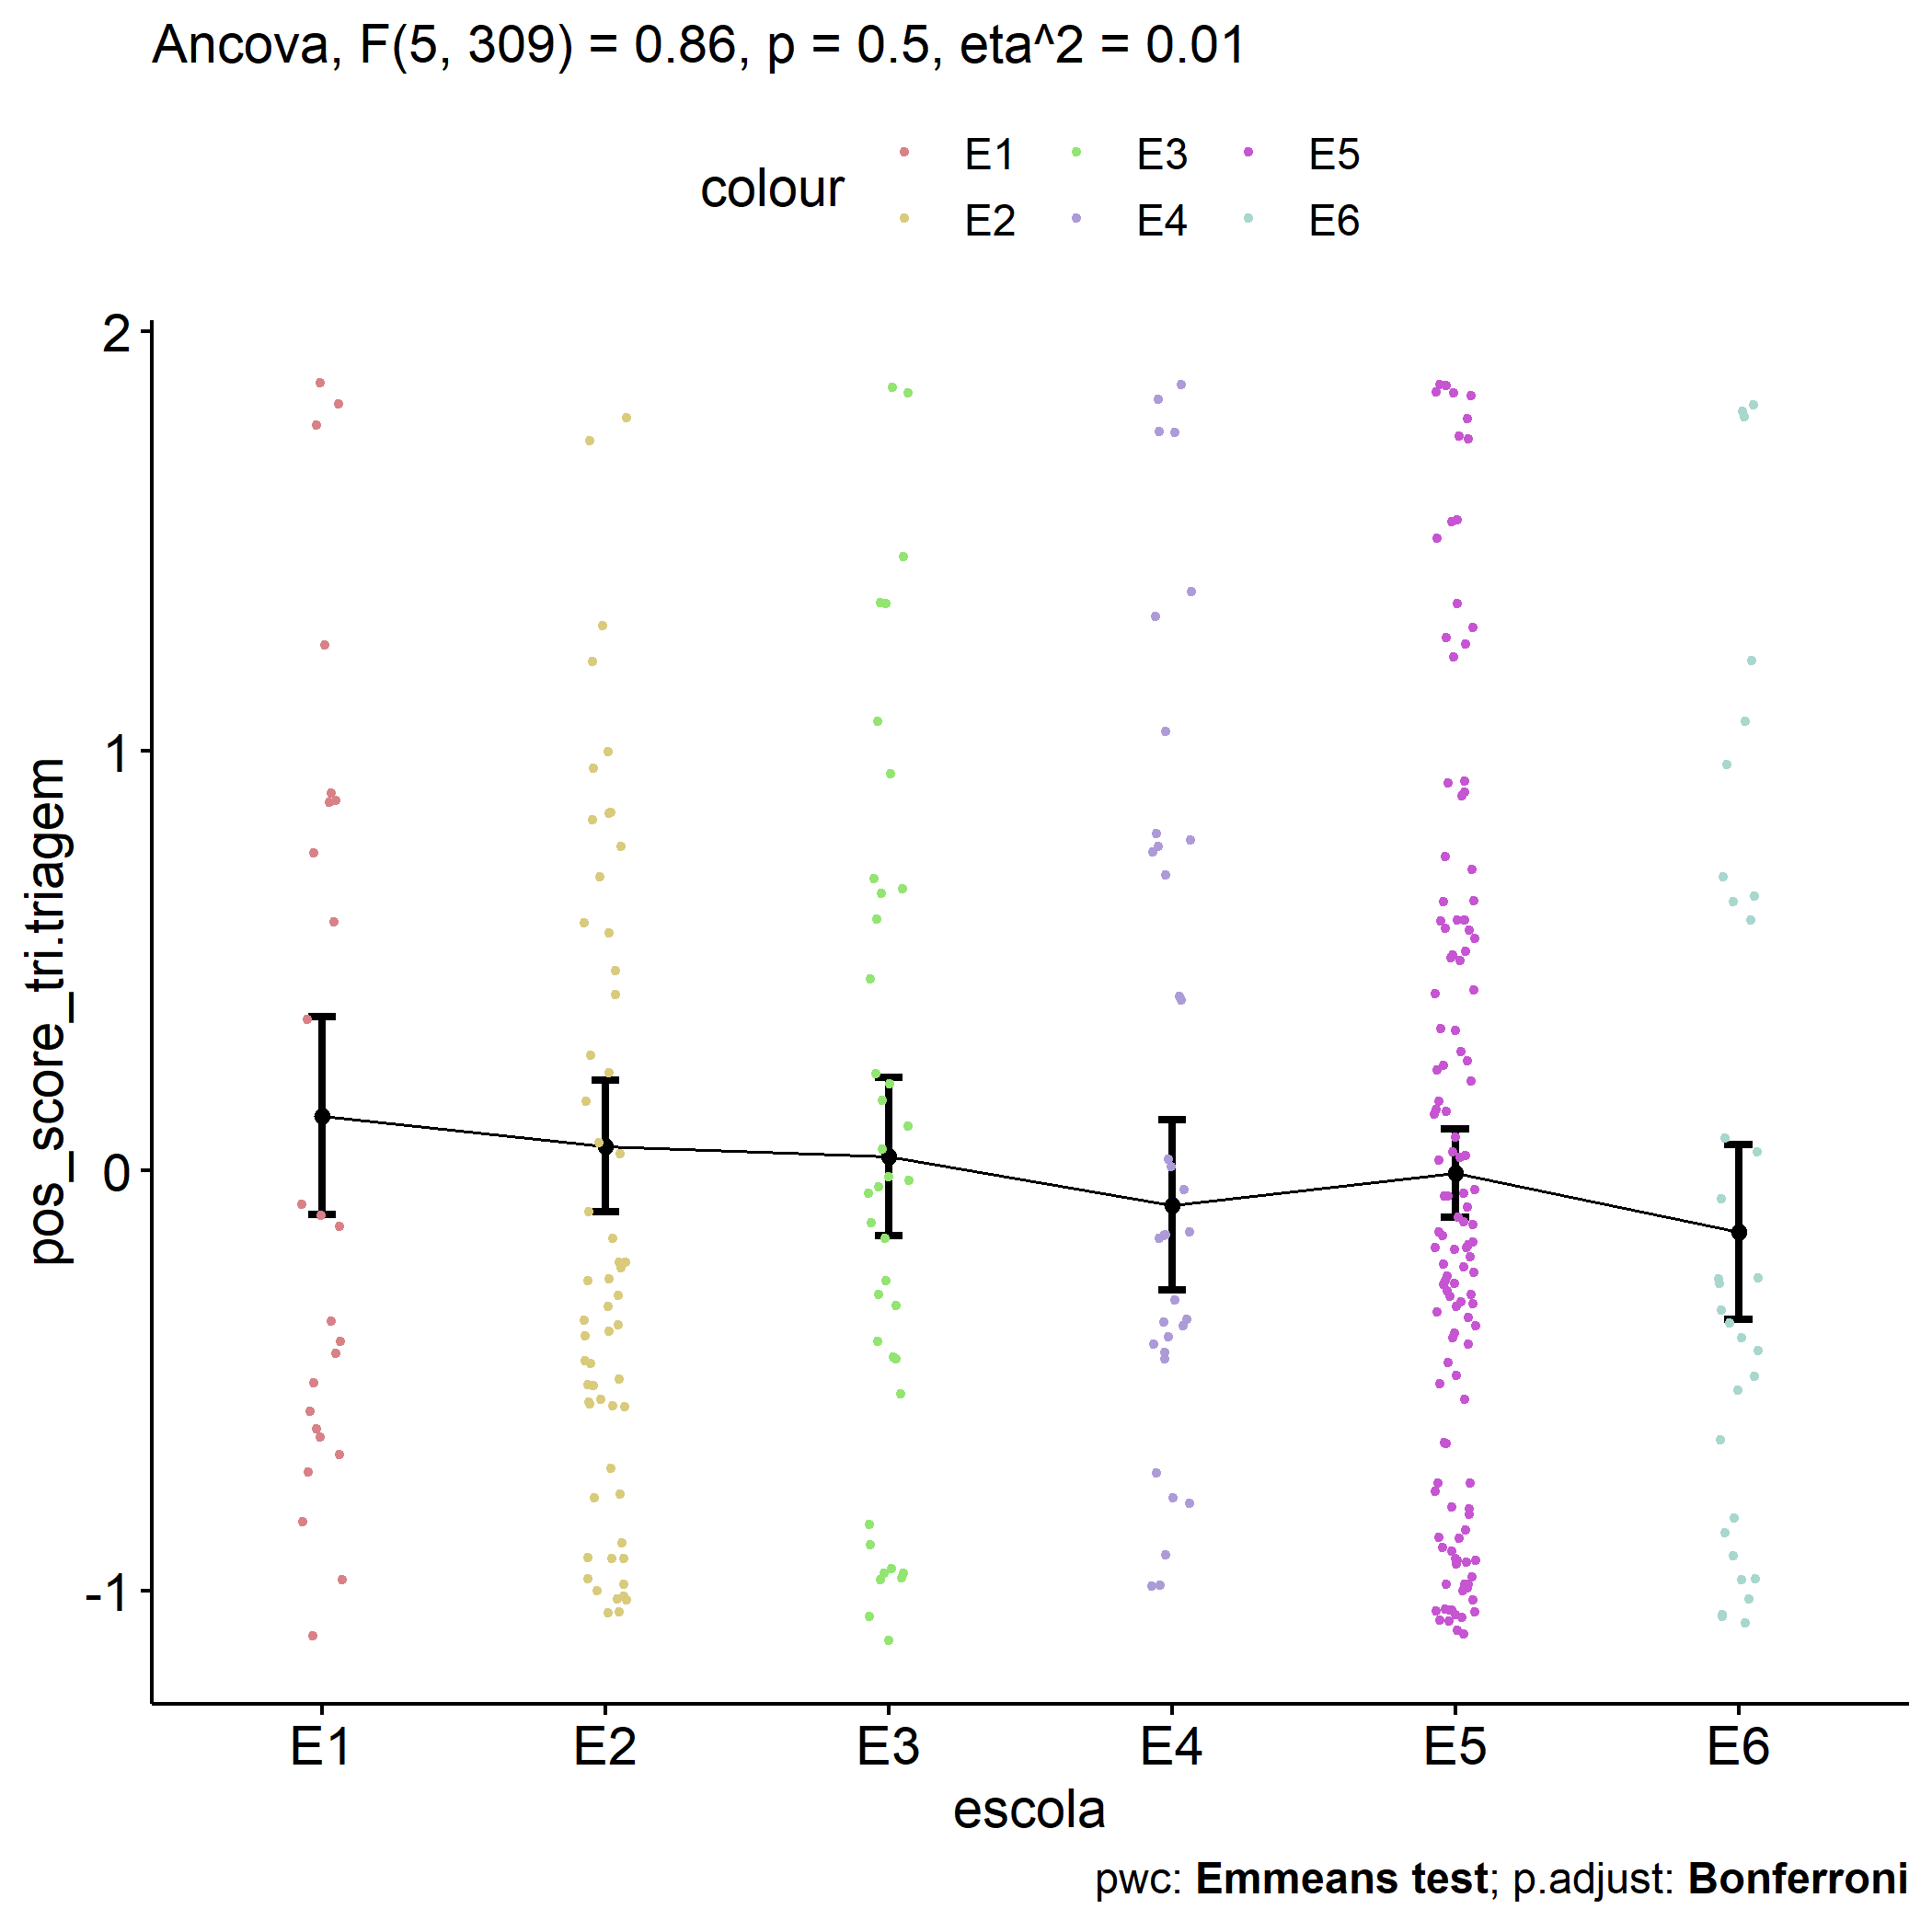 Ancova, F(5, 309) = 0.86, p = 0.5, eta^2 = 0.01
colour
E1 E3 E5
E2 E4 E6
pos_score_tri.triagem
2
1
0
-1
E1 E2 E3 E4 E5 E6
escola
pwc: Emmeans test; p.adjust: Bonferroni